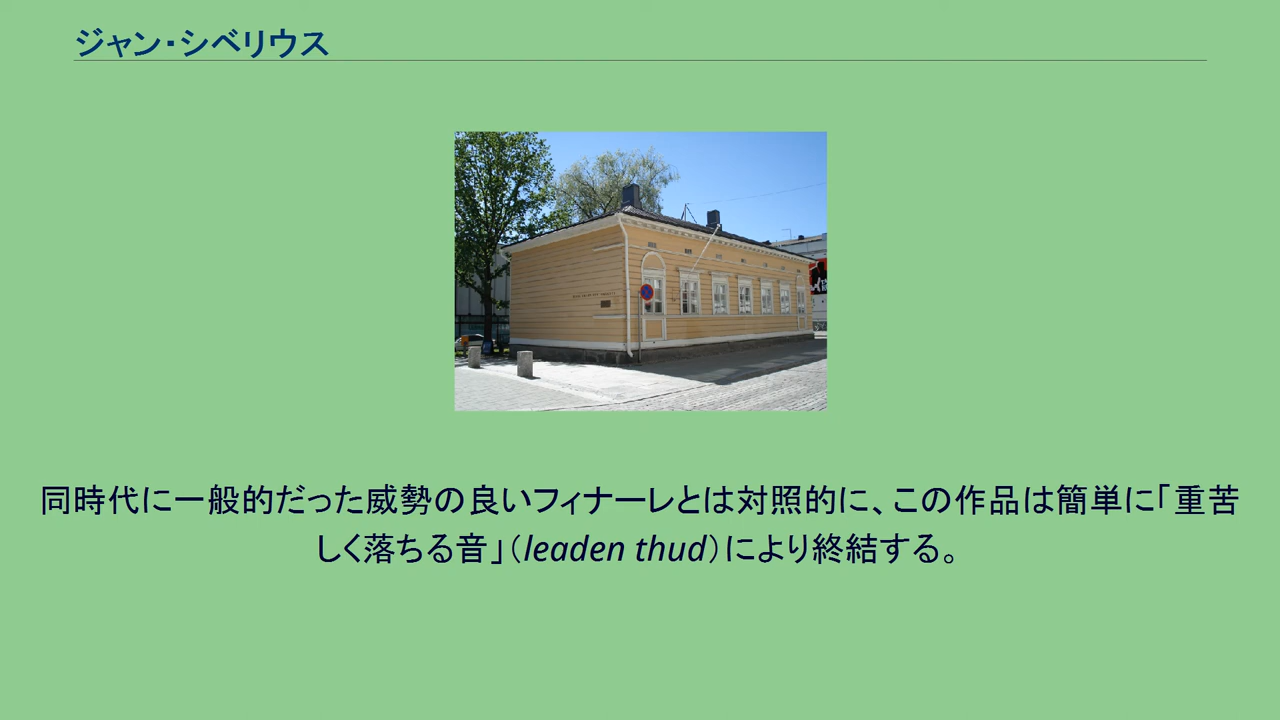 ジャン・シベリウス
同時代に一般的だった威勢の良いフィナーレとは対照的に、この作品は簡単に「重苦
しく落ちる音」（leaden thud）により終結する。